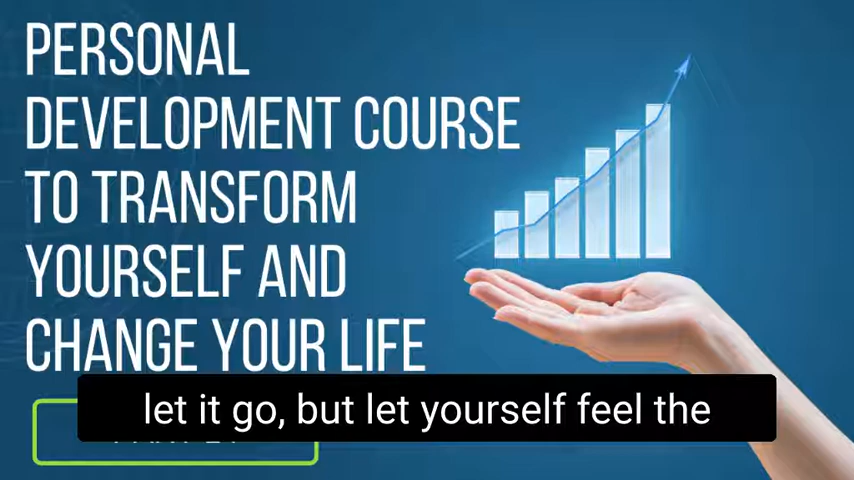 PERSONAL
DEVELOPMENT COURSE
TO TRANSFORM
YOURSELF AND
CHANGE YOUR LIFE
let it go, but let yourself feel the